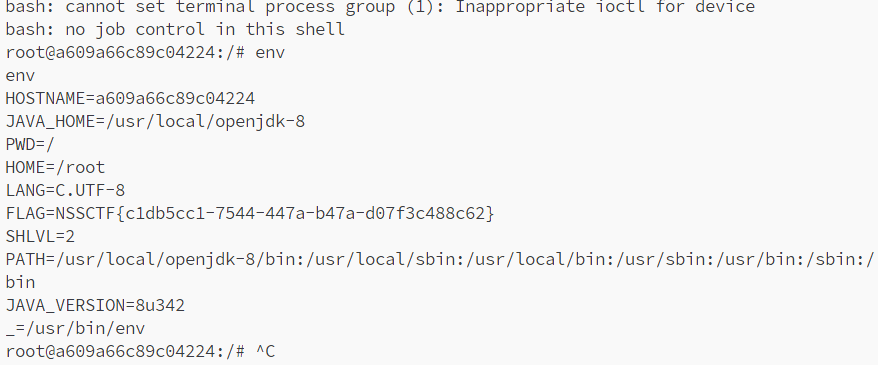 bash: cannot set terminal process group (1): Inappropriate ioctl for device
bash: no job control in this shell
root@a609a66c89c04224:/# env
env
HOSTNAME=a609a66c89c04224
JAVA_HOME=/usr/local/openjdk-8
PWD=/
HOME=/root
LANG=C.UTF-8
FLAG=NSSCTF{c1db5cc1-7544-447a-b47a-d07f3c488c62}
SHLVL=2
PATH=/usr/local/openjdk-8/bin:/usr/local/sbin:/usr/local/bin:/usr/sbin:/usr/bin:/sbin:/
bin
JAVA_VERSION=8u342
_=/usr/bin/env
root@a609a66c89c04224:/# ^C